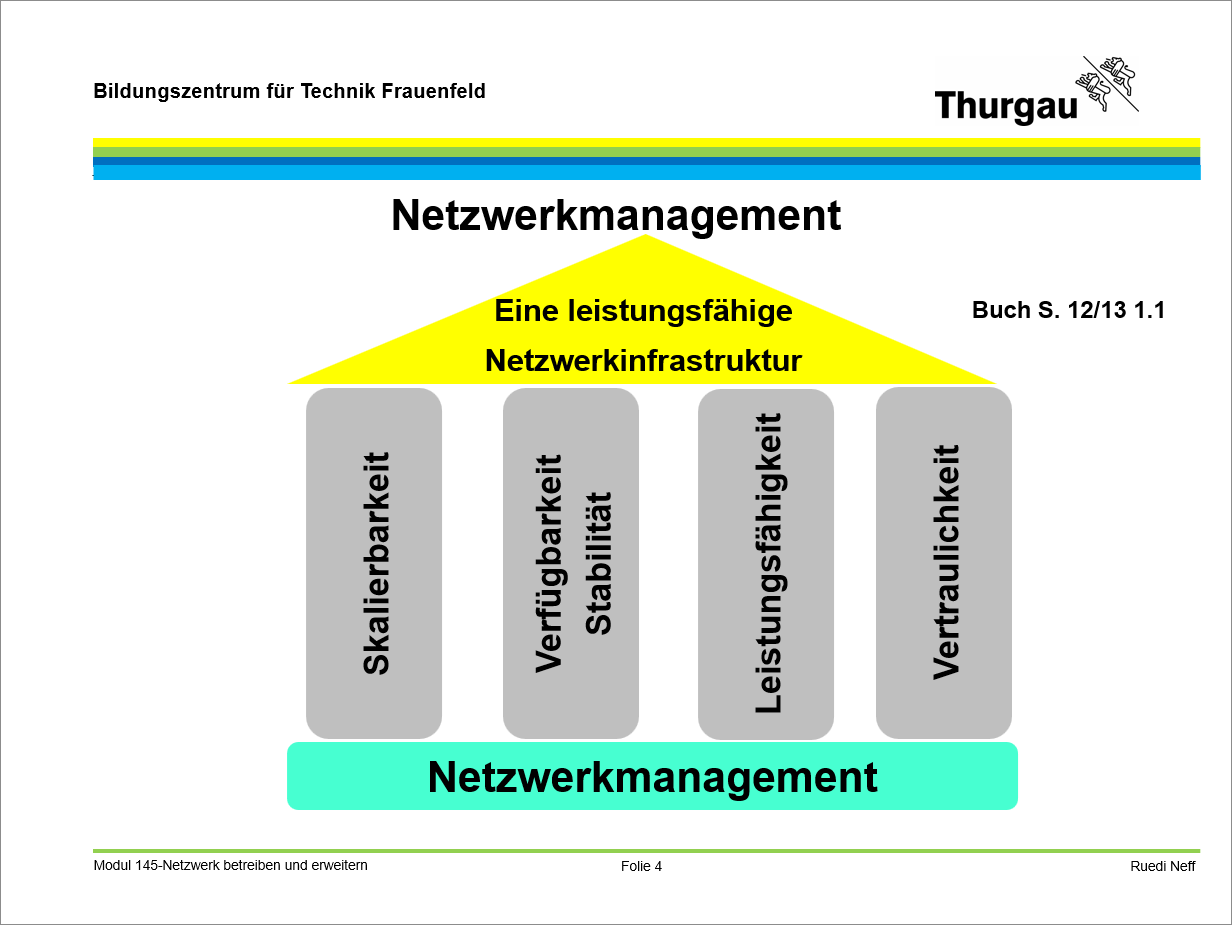 Bildungszentrum für Technik Frauenfeld
Thurgau
Netzwerkmanagement
Eine leistungsfähige
Netzwerkinfrastruktur
Buch S. 12/13 1.1
Skalierbarkeit
Verfügbarkeit
Stabilität
Leistungsfähigkeit
Vertraulichkeit
Netzwerkmanagement
Modul 145-Netzwerk betreiben und erweitern
Folie 4
Ruedi Neff